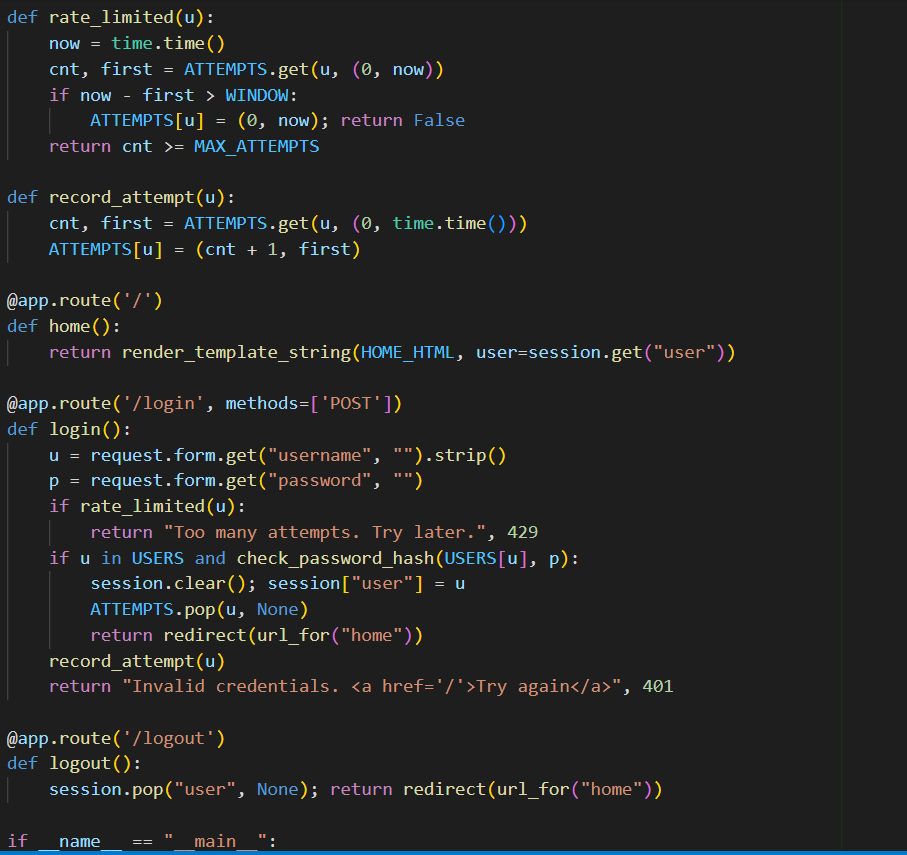 def rate_limited(u):
    now = time.time()
    cnt, first = ATTEMPTS.get(u, (0, now))
    if now - first > WINDOW:
        ATTEMPTS[u] = (0, now); return False
    return cnt >= MAX_ATTEMPTS

def record_attempt(u):
    cnt, first = ATTEMPTS.get(u, (0, time.time()))
    ATTEMPTS[u] = (cnt + 1, first)

@app.route('/')
def home():
    return render_template_string(HOME_HTML, user=session.get("user"))

@app.route('/login', methods=['POST'])
def login():
    u = request.form.get("username", "").strip()
    p = request.form.get("password", "")
    if rate_limited(u):
        return "Too many attempts. Try later.", 429
    if u in USERS and check_password_hash(USERS[u], p):
        session.clear(); session["user"] = u
        ATTEMPTS.pop(u, None)
        return redirect(url_for("home"))
    record_attempt(u)
    return "Invalid credentials. <a href='/'>Try again</a>", 401

@app.route('/logout')
def logout():
    session.pop("user", None); return redirect(url_for("home"))

if __name__ == "__main__":